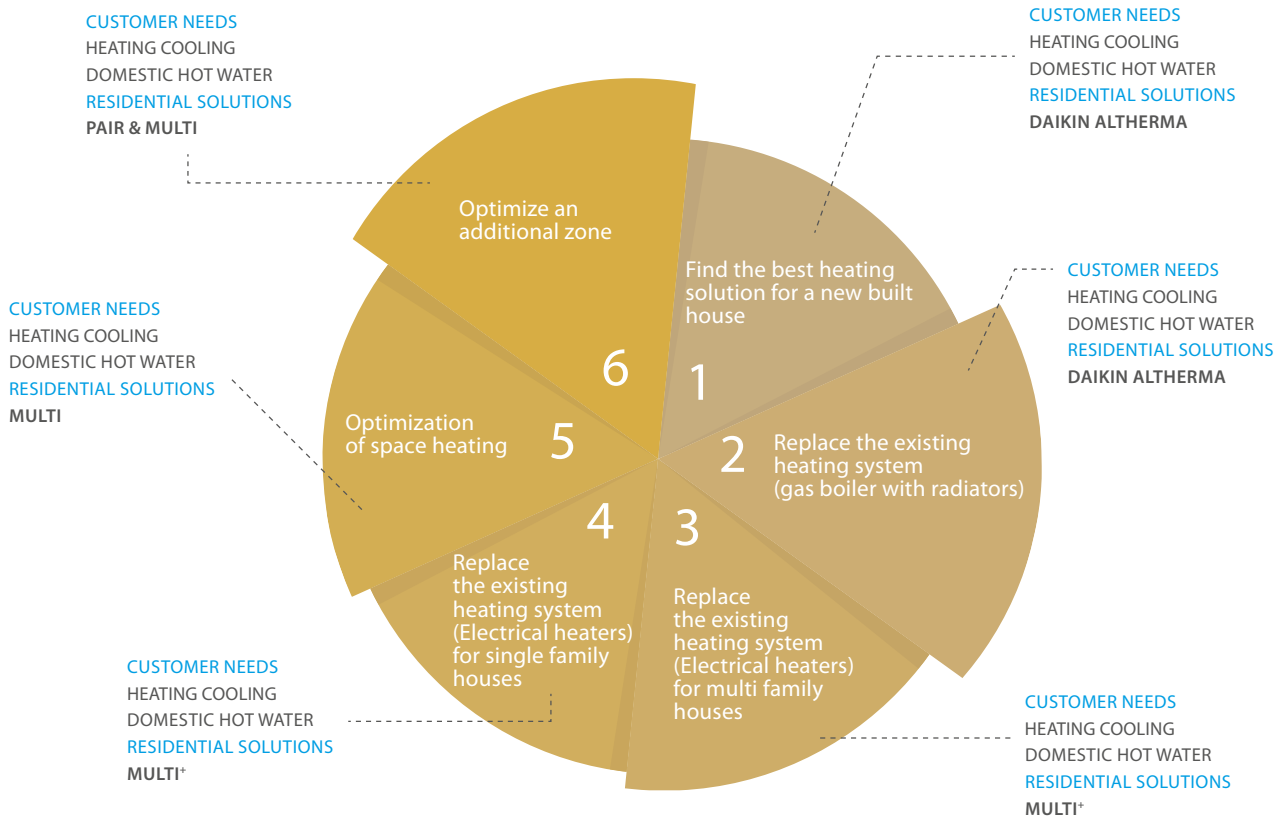 CUSTOMER NEEDS
HEATING COOLING
DOMESTIC HOT WATER
RESIDENTIAL SOLUTIONS
PAIR & MULTI
CUSTOMER NEEDS
HEATING COOLING
DOMESTIC HOT WATER
RESIDENTIAL SOLUTIONS
DAIKIN ALTHERMA
Optimize an
additional zone
6
Find the best heating
solution for a new built
house
1
CUSTOMER NEEDS
HEATING COOLING
DOMESTIC HOT WATER
RESIDENTIAL SOLUTIONS
DAIKIN ALTHERMA
CUSTOMER NEEDS
HEATING COOLING
DOMESTIC HOT WATER
RESIDENTIAL SOLUTIONS
MULTI
Optimization
of space heating
5
2
Replace the existing
heating system
(gas boiler with radiators)
4
Replace
the existing
heating system
(Electrical heaters)
for single family
houses
3
Replace
the existing
heating system
(Electrical heaters)
for multi family
houses
CUSTOMER NEEDS
HEATING COOLING
DOMESTIC HOT WATER
RESIDENTIAL SOLUTIONS
MULTI⁺
CUSTOMER NEEDS
HEATING COOLING
DOMESTIC HOT WATER
RESIDENTIAL SOLUTIONS
MULTI⁺